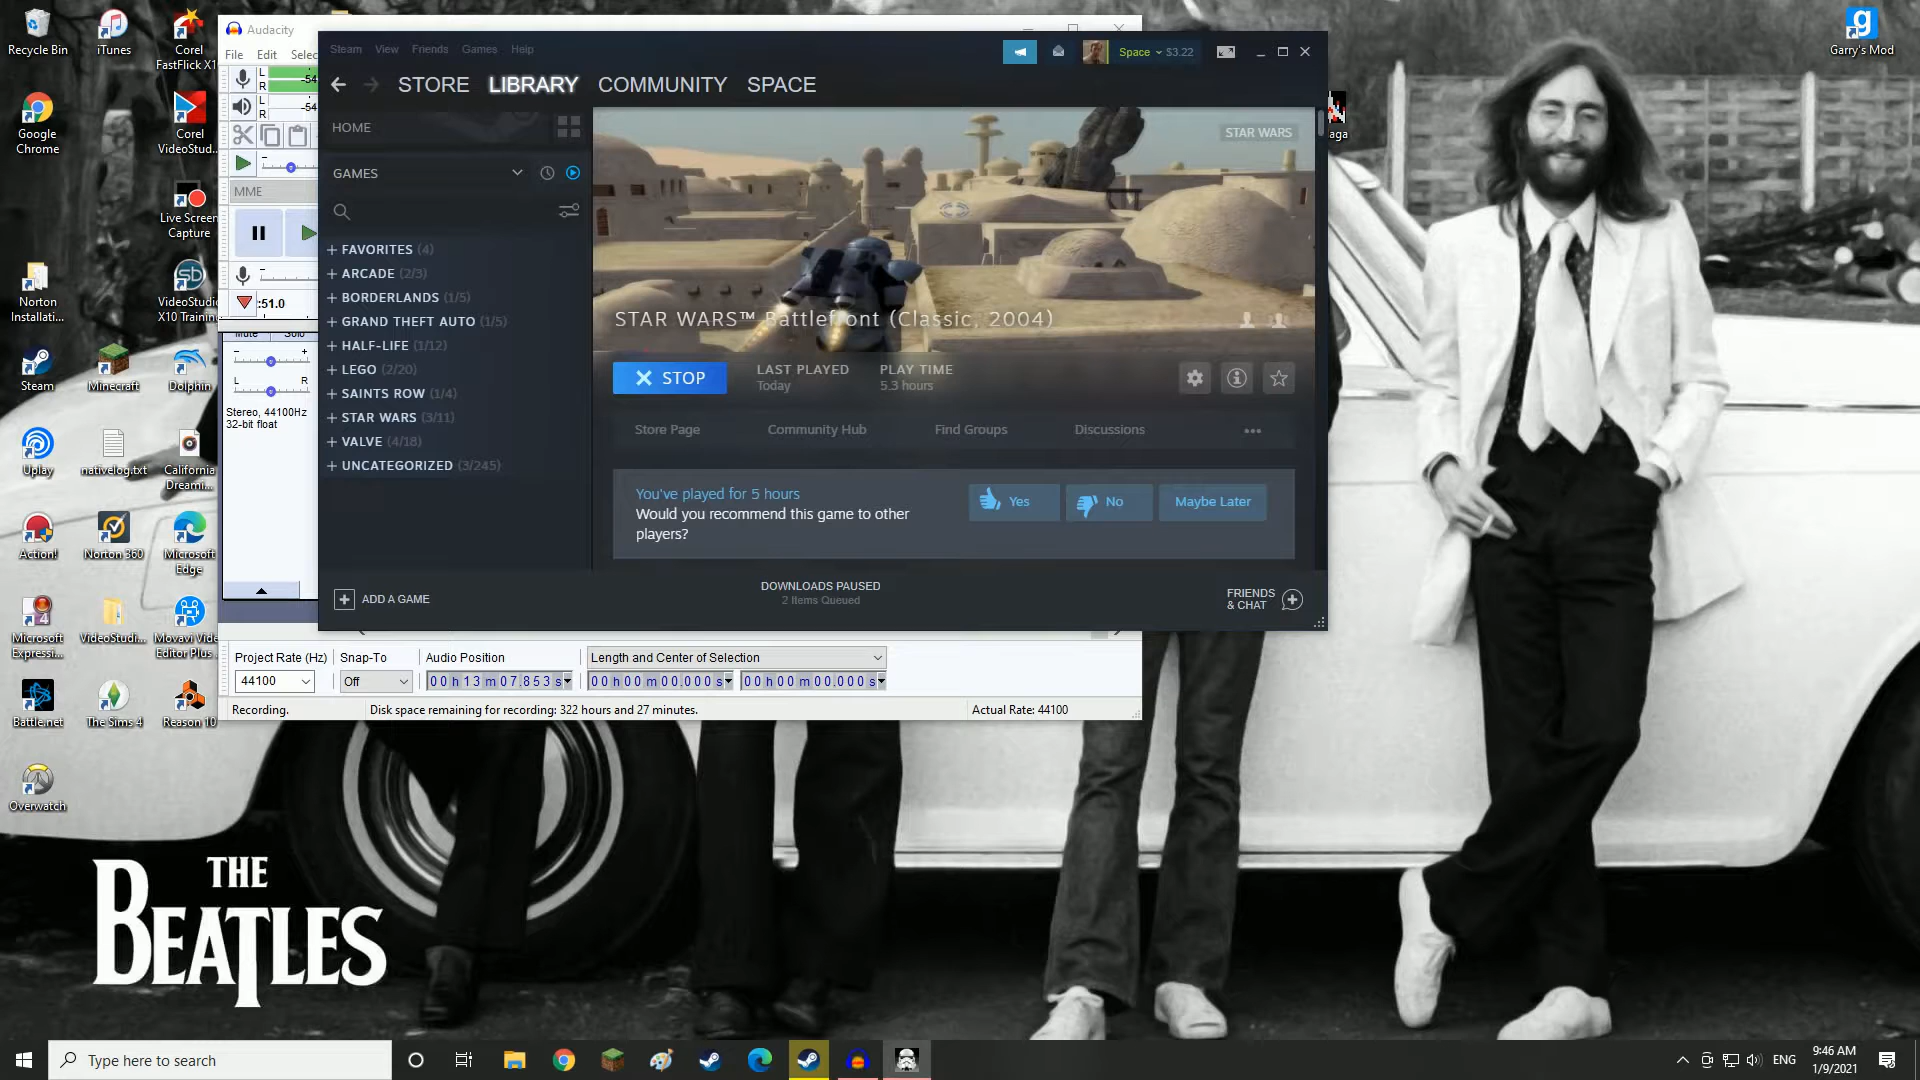 Recycle Bin
iTunes
Corel
FastFlick X1
Google
Chrome
Corel
VideoStud...
Live Screen
Capture
Norton
Installati...
VideoStudio
X10 Training
Steam
Minecraft
Dolphin
Uplay
nativelog.txt
California
Dreami...
Action!
Norton 360
Microsoft
Edge
Microsoft
Expressi...
VideoStudi...
Movavi Video
Editor Plus
Battle.net
The Sims 4
Reason 10
Overwatch
Garry's Mod
aga
Audacity
File Edit Selec
L
R
-54
L
R
-54
MME
:51.0
Mute Solo
- +
L R
Stereo, 44100Hz
32-bit float
Steam View Friends Games Help
Space $3.22
STORE LIBRARY COMMUNITY SPACE
HOME
GAMES
+ FAVORITES (4)
+ ARCADE (2/3)
+ BORDERLANDS (1/5)
+ GRAND THEFT AUTO (1/5)
+ HALF-LIFE (1/12)
+ LEGO (2/20)
+ SAINTS ROW (1/4)
+ STAR WARS (3/11)
+ VALVE (4/18)
+ UNCATEGORIZED (3/245)
STAR WARS
STAR WARS™ Battlefront (Classic, 2004)
STOP
LAST PLAYED
Today
PLAY TIME
5.3 hours
Store Page Community Hub Find Groups Discussions •••
You've played for 5 hours
Would you recommend this game to other
players?
Yes No Maybe Later
ADD A GAME
DOWNLOADS PAUSED
2 Items Queued
FRIENDS
& CHAT
Project Rate (Hz) Snap-To Audio Position Length and Center of Selection
44100 Off 00 h 13 m 07.853 s 00 h 00 m 00.000 s 00 h 00 m 00.000 s
Recording. Disk space remaining for recording: 322 hours and 27 minutes. Actual Rate: 44100
THE
BEATLES
Type here to search
ENG
9:46 AM
1/9/2021